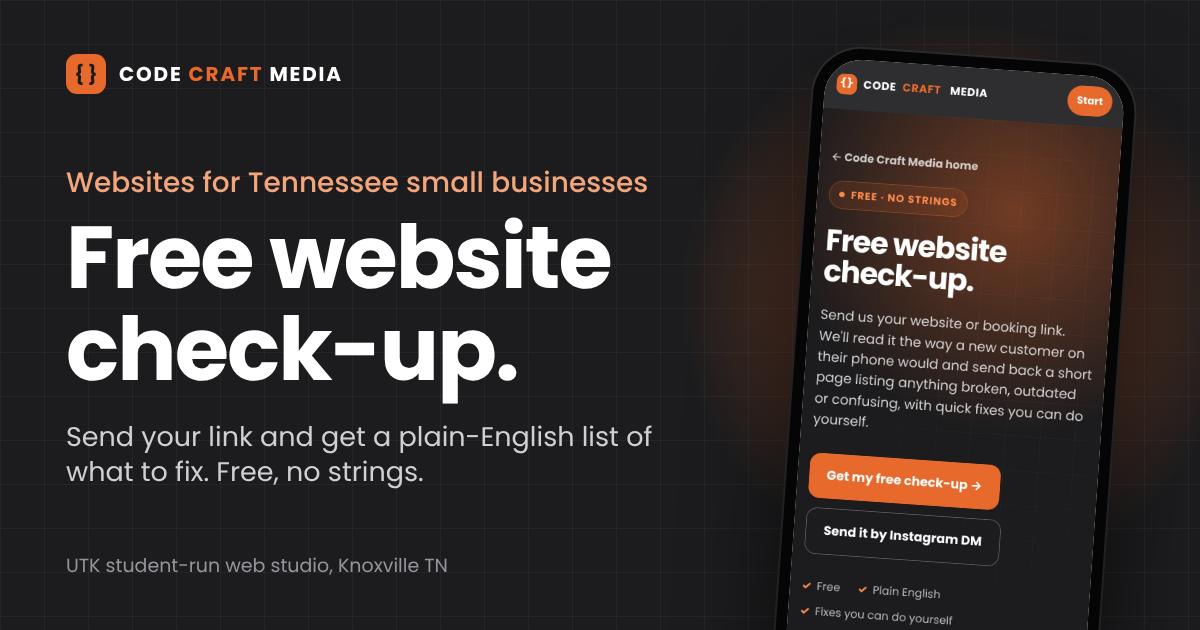 { } CODE CRAFT MEDIA
Websites for Tennessee small businesses
Free website
check-up.
Send your link and get a plain-English list of
what to fix. Free, no strings.
UTK student-run web studio, Knoxville TN
{ } CODE CRAFT MEDIA
Start
← Code Craft Media home
• FREE · NO STRINGS
Free website
check-up.
Send us your website or booking link.
We'll read it the way a new customer on
their phone would and send back a short
page listing anything broken, outdated
or confusing, with quick fixes you can do
yourself.
Get my free check-up →
Send it by Instagram DM
✓ Free ✓ Plain English
✓ Fixes you can do yourself